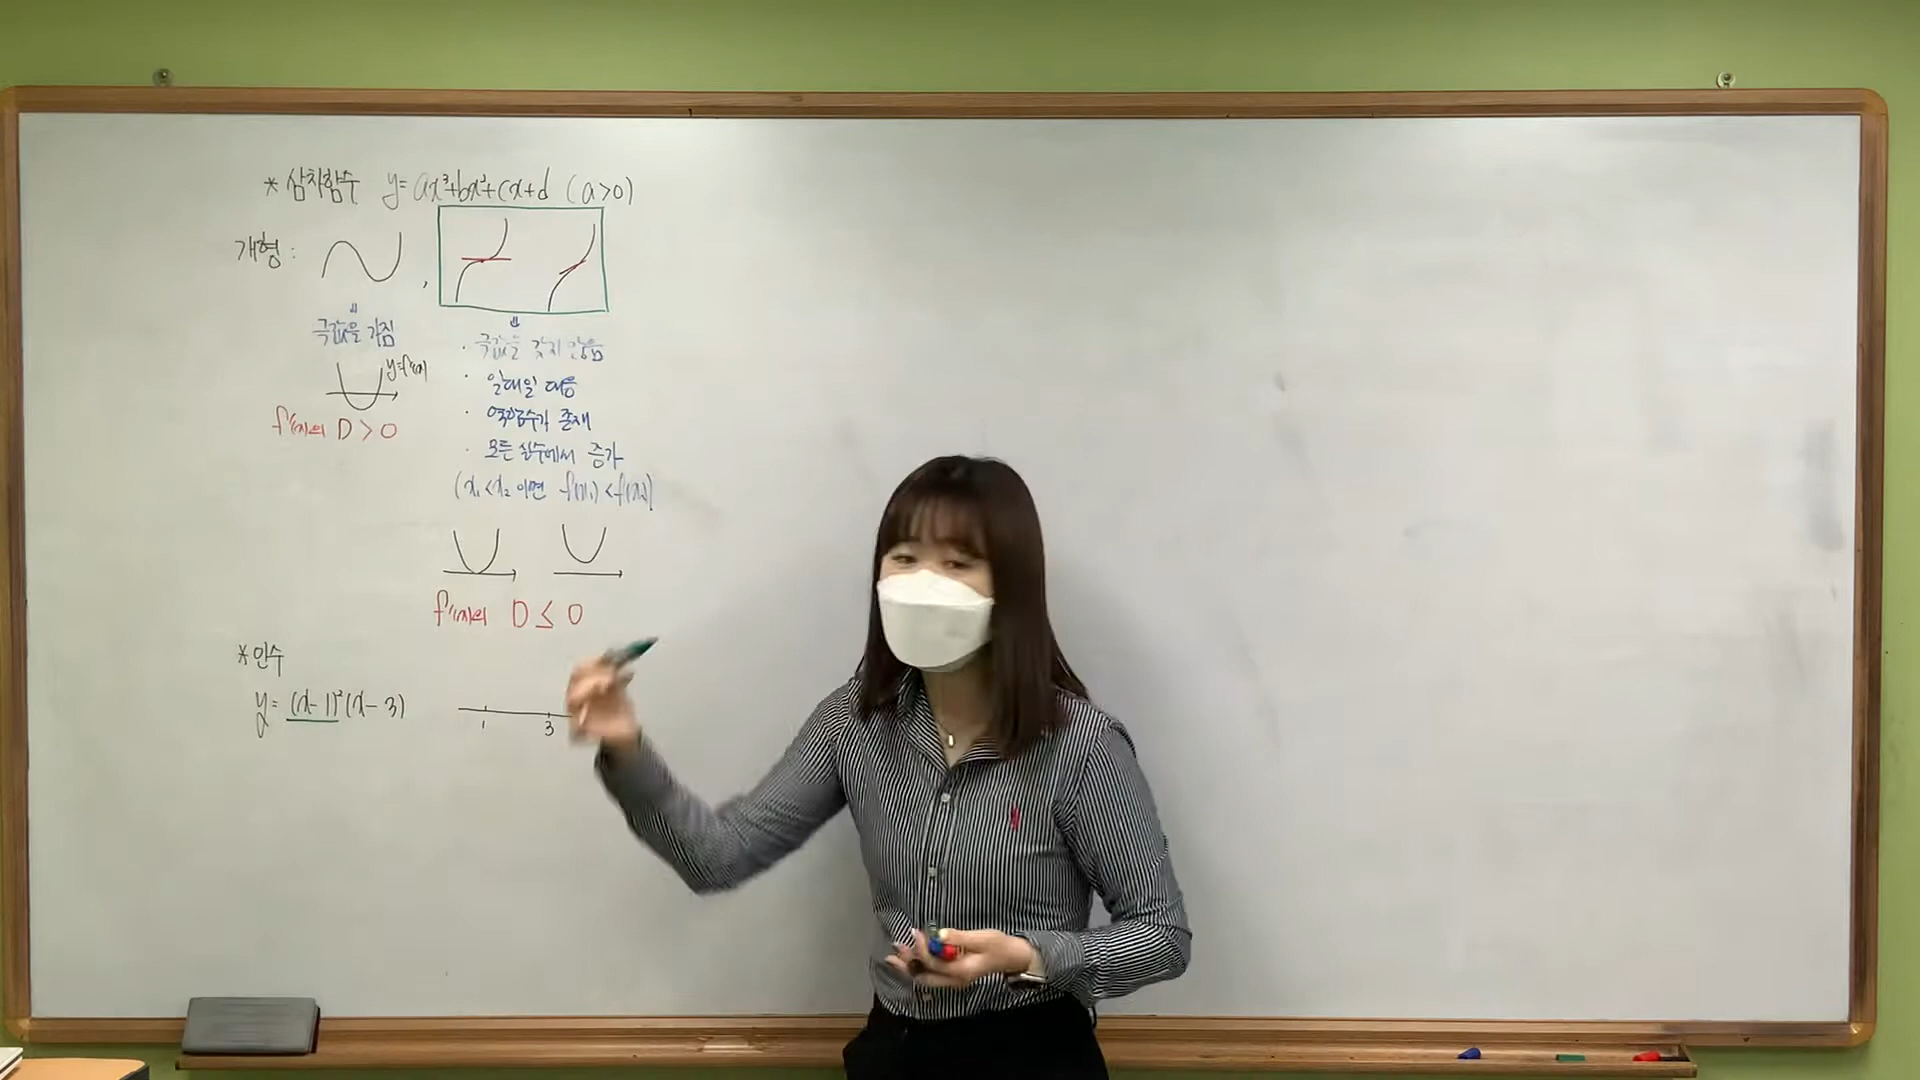 * 삼차함수 y=ax³+bx²+cx+d (a>0)
개형 :
,
⇓
극값을 가짐
y=f'(x)
f'(x)의 D > 0
⇓
· 극값을 갖지 않음
· 일대일 대응
· 역함수가 존재
· 모든 실수에서 증가
(x₁<x₂ 이면 f(x₁)<f(x₂))
f'(x)의 D ≤ 0
* 인수
y= (x-1)²(x-3)
1 3